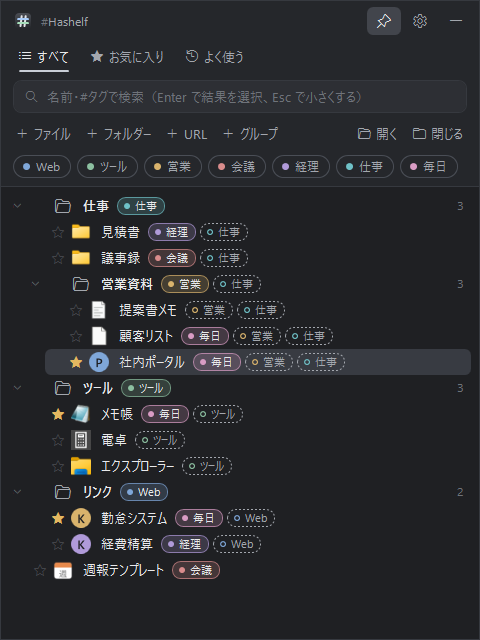 #Hashelf
すべて お気に入り よく使う
名前・#タグで検索（Enter で結果を選択、Esc で小さくする）
＋ ファイル ＋ フォルダー ＋ URL ＋ グループ 開く 閉じる
Web ツール 営業 会議 経理 仕事 毎日
仕事 仕事 3
見積書 経理 仕事
議事録 会議 仕事
営業資料 営業 仕事 3
提案書メモ 営業 仕事
顧客リスト 毎日 営業 仕事
P 社内ポータル 毎日 営業 仕事
ツール ツール 3
メモ帳 毎日 ツール
電卓 ツール
エクスプローラー ツール
リンク Web 2
K 勤怠システム 毎日 Web
K 経費精算 経理 Web
週 週報テンプレート 会議